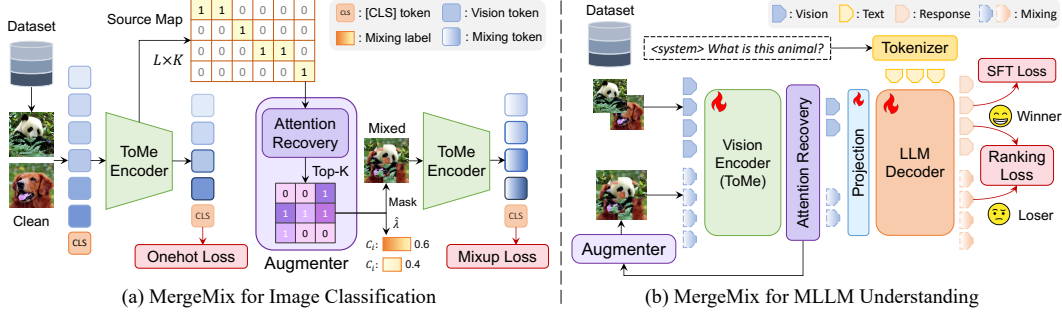 Dataset
Source Map
L×K
1 1 0 0 0 0
0 0 1 0 0 0
0 0 0 1 1 0
0 0 0 0 0 1
CLS : [CLS] token
: Vision token
: Mixing label
: Mixing token
Clean
CLS
ToMe
Encoder
CLS
Onehot Loss
Attention
Recovery
Top-K
0 0 1
1 1 1
1 0 0
Augmenter
Mixed
Mask
λ̂
C_i: 0.6
C_i: 0.4
ToMe
Encoder
CLS
Mixup Loss
(a) MergeMix for Image Classification
: Vision
: Text
: Response
: Mixing
Dataset
<system> What is this animal?
Tokenizer
Vision
Encoder
(ToMe)
Attention Recovery
Projection
LLM
Decoder
SFT Loss
Winner
Ranking
Loss
Loser
Augmenter
(b) MergeMix for MLLM Understanding